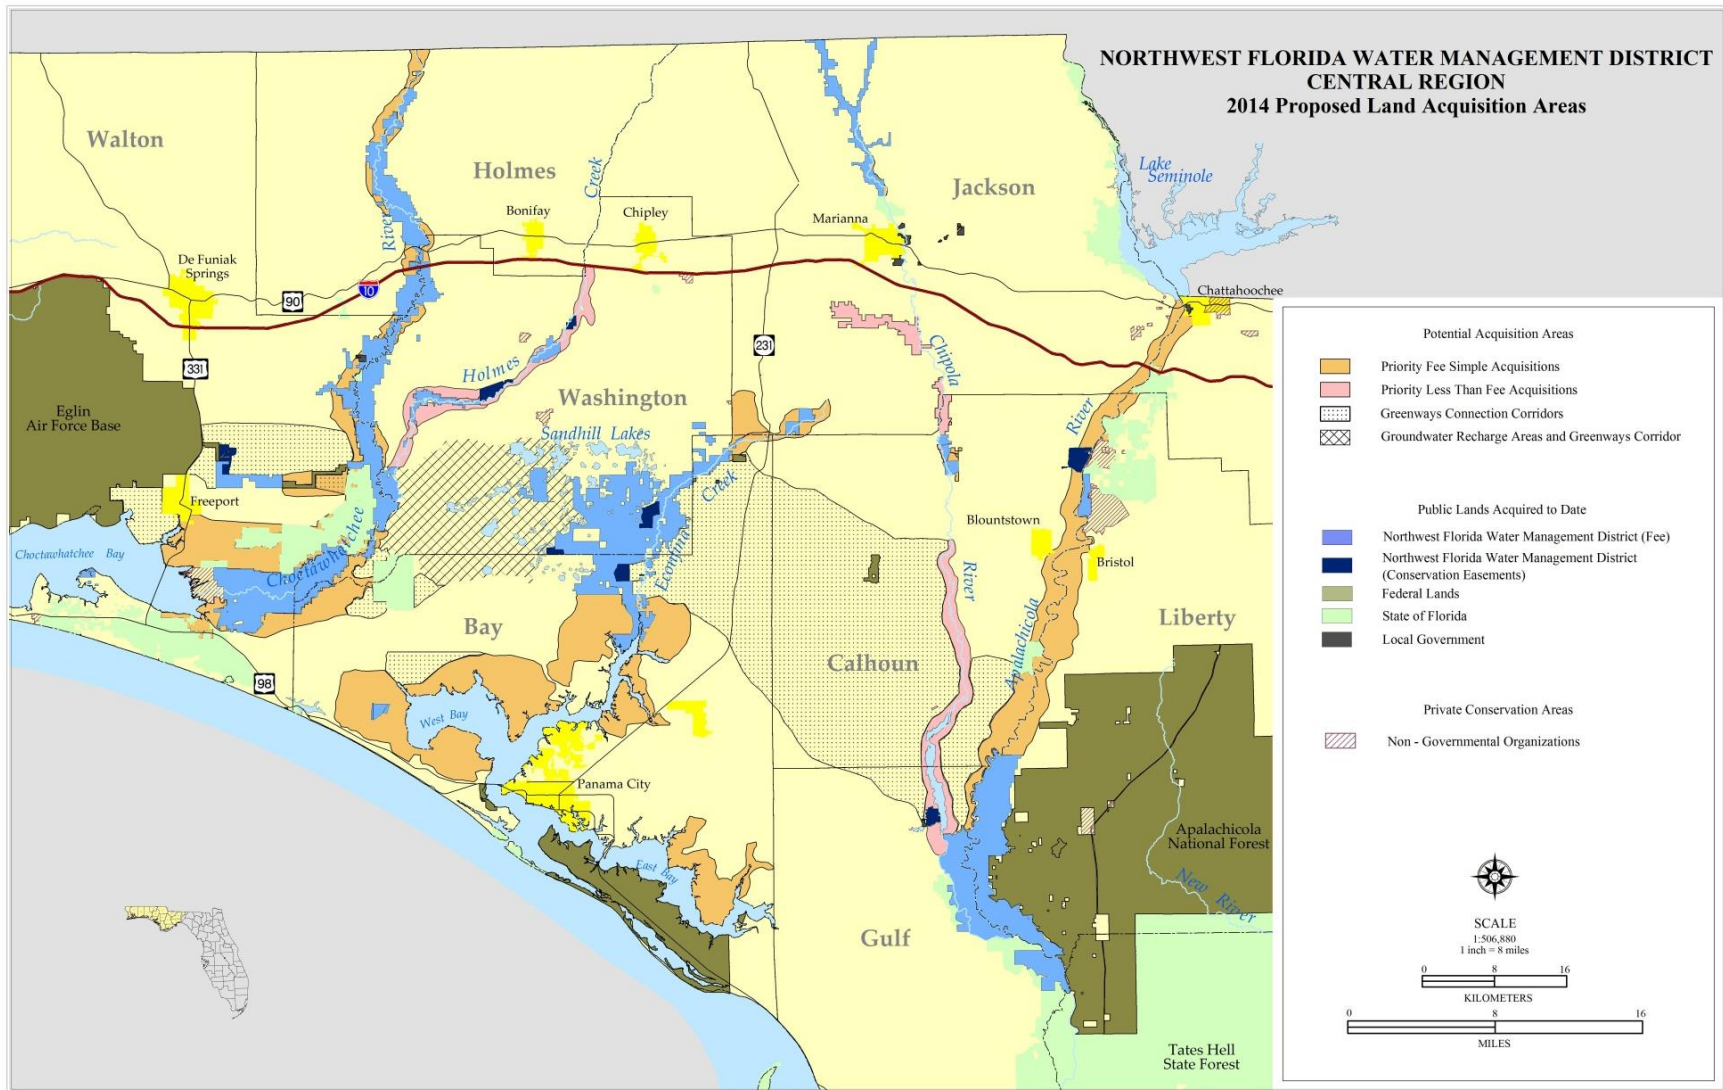 NORTHWEST FLORIDA WATER MANAGEMENT DISTRICT
CENTRAL REGION
2014 Proposed Land Acquisition Areas
Walton
Holmes
Creek
Jackson
Lake
Seminole
River
Bonifay
Chipley
Marianna
De Funiak
Springs
90
10
Chattahoochee
331
231
Holmes
Chipola
Washington
Eglin
Air Force Base
Sandhill Lakes
River
Creek
Freeport
Choctawhatchee
Choctawhatchee Bay
Econfina
Blountstown
Bristol
River
Apalachicola
Bay
Liberty
Calhoun
98
West Bay
Panama City
East Bay
Apalachicola
National Forest
New River
Gulf
Tates Hell
State Forest
Potential Acquisition Areas
Priority Fee Simple Acquisitions
Priority Less Than Fee Acquisitions
Greenways Connection Corridors
Groundwater Recharge Areas and Greenways Corridor
Public Lands Acquired to Date
Northwest Florida Water Management District (Fee)
Northwest Florida Water Management District
(Conservation Easements)
Federal Lands
State of Florida
Local Government
Private Conservation Areas
Non - Governmental Organizations
SCALE
1:506,880
1 inch = 8 miles
0 8 16
KILOMETERS
0 8 16
MILES